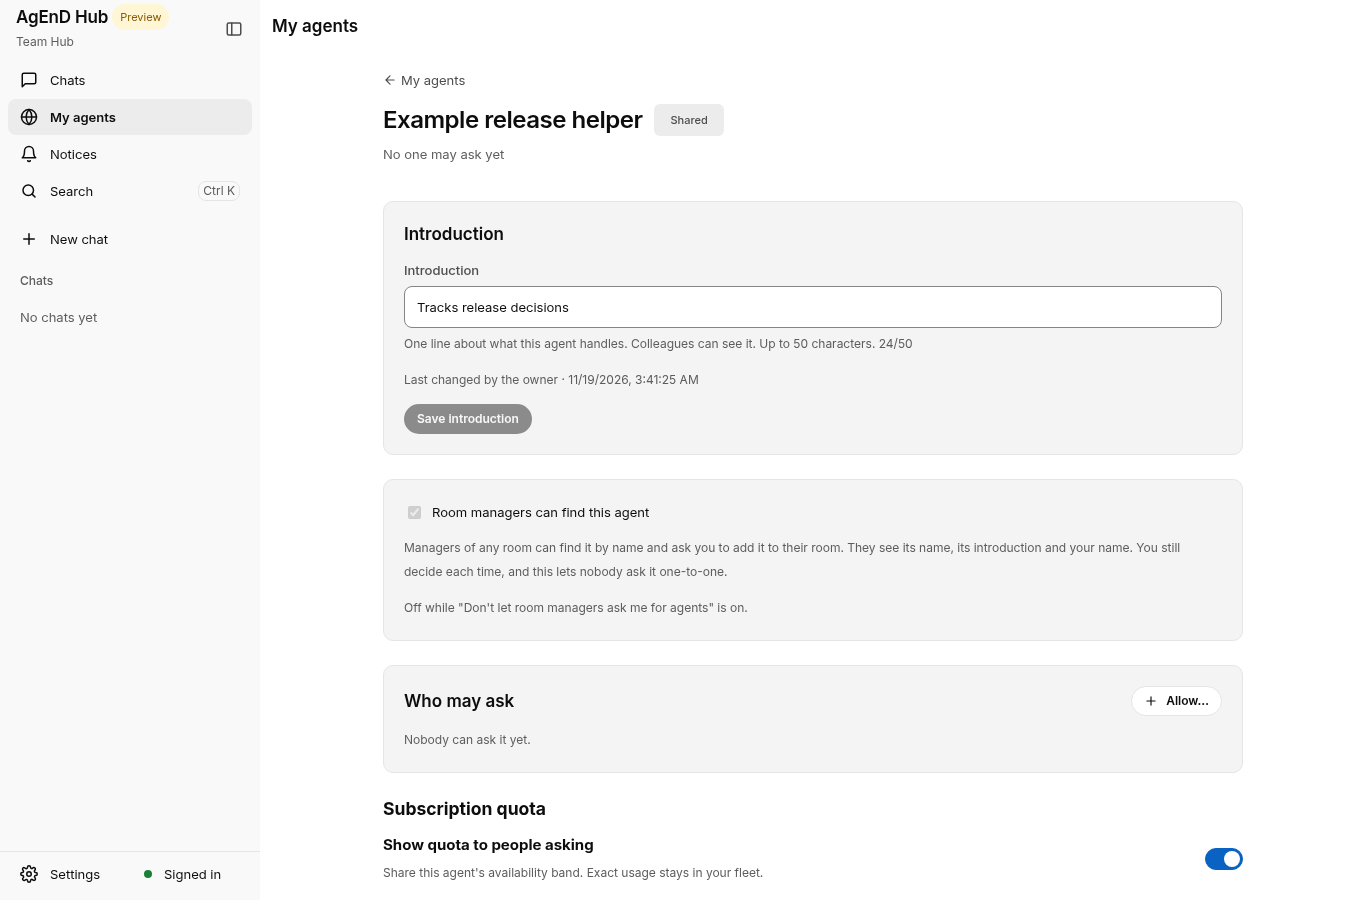 AgEnD Hub
Preview
Team Hub
Chats
My agents
Notices
Search
Ctrl K
New chat
Chats
No chats yet
Settings
Signed in
My agents
My agents
Example release helper
Shared
No one may ask yet
Introduction
Introduction
Tracks release decisions
One line about what this agent handles. Colleagues can see it. Up to 50 characters. 24/50
Last changed by the owner · 11/19/2026, 3:41:25 AM
Save introduction
Room managers can find this agent
Managers of any room can find it by name and ask you to add it to their room. They see its name, its introduction and your name. You still
decide each time, and this lets nobody ask it one-to-one.
Off while "Don't let room managers ask me for agents" is on.
Who may ask
Allow...
Nobody can ask it yet.
Subscription quota
Show quota to people asking
Share this agent's availability band. Exact usage stays in your fleet.